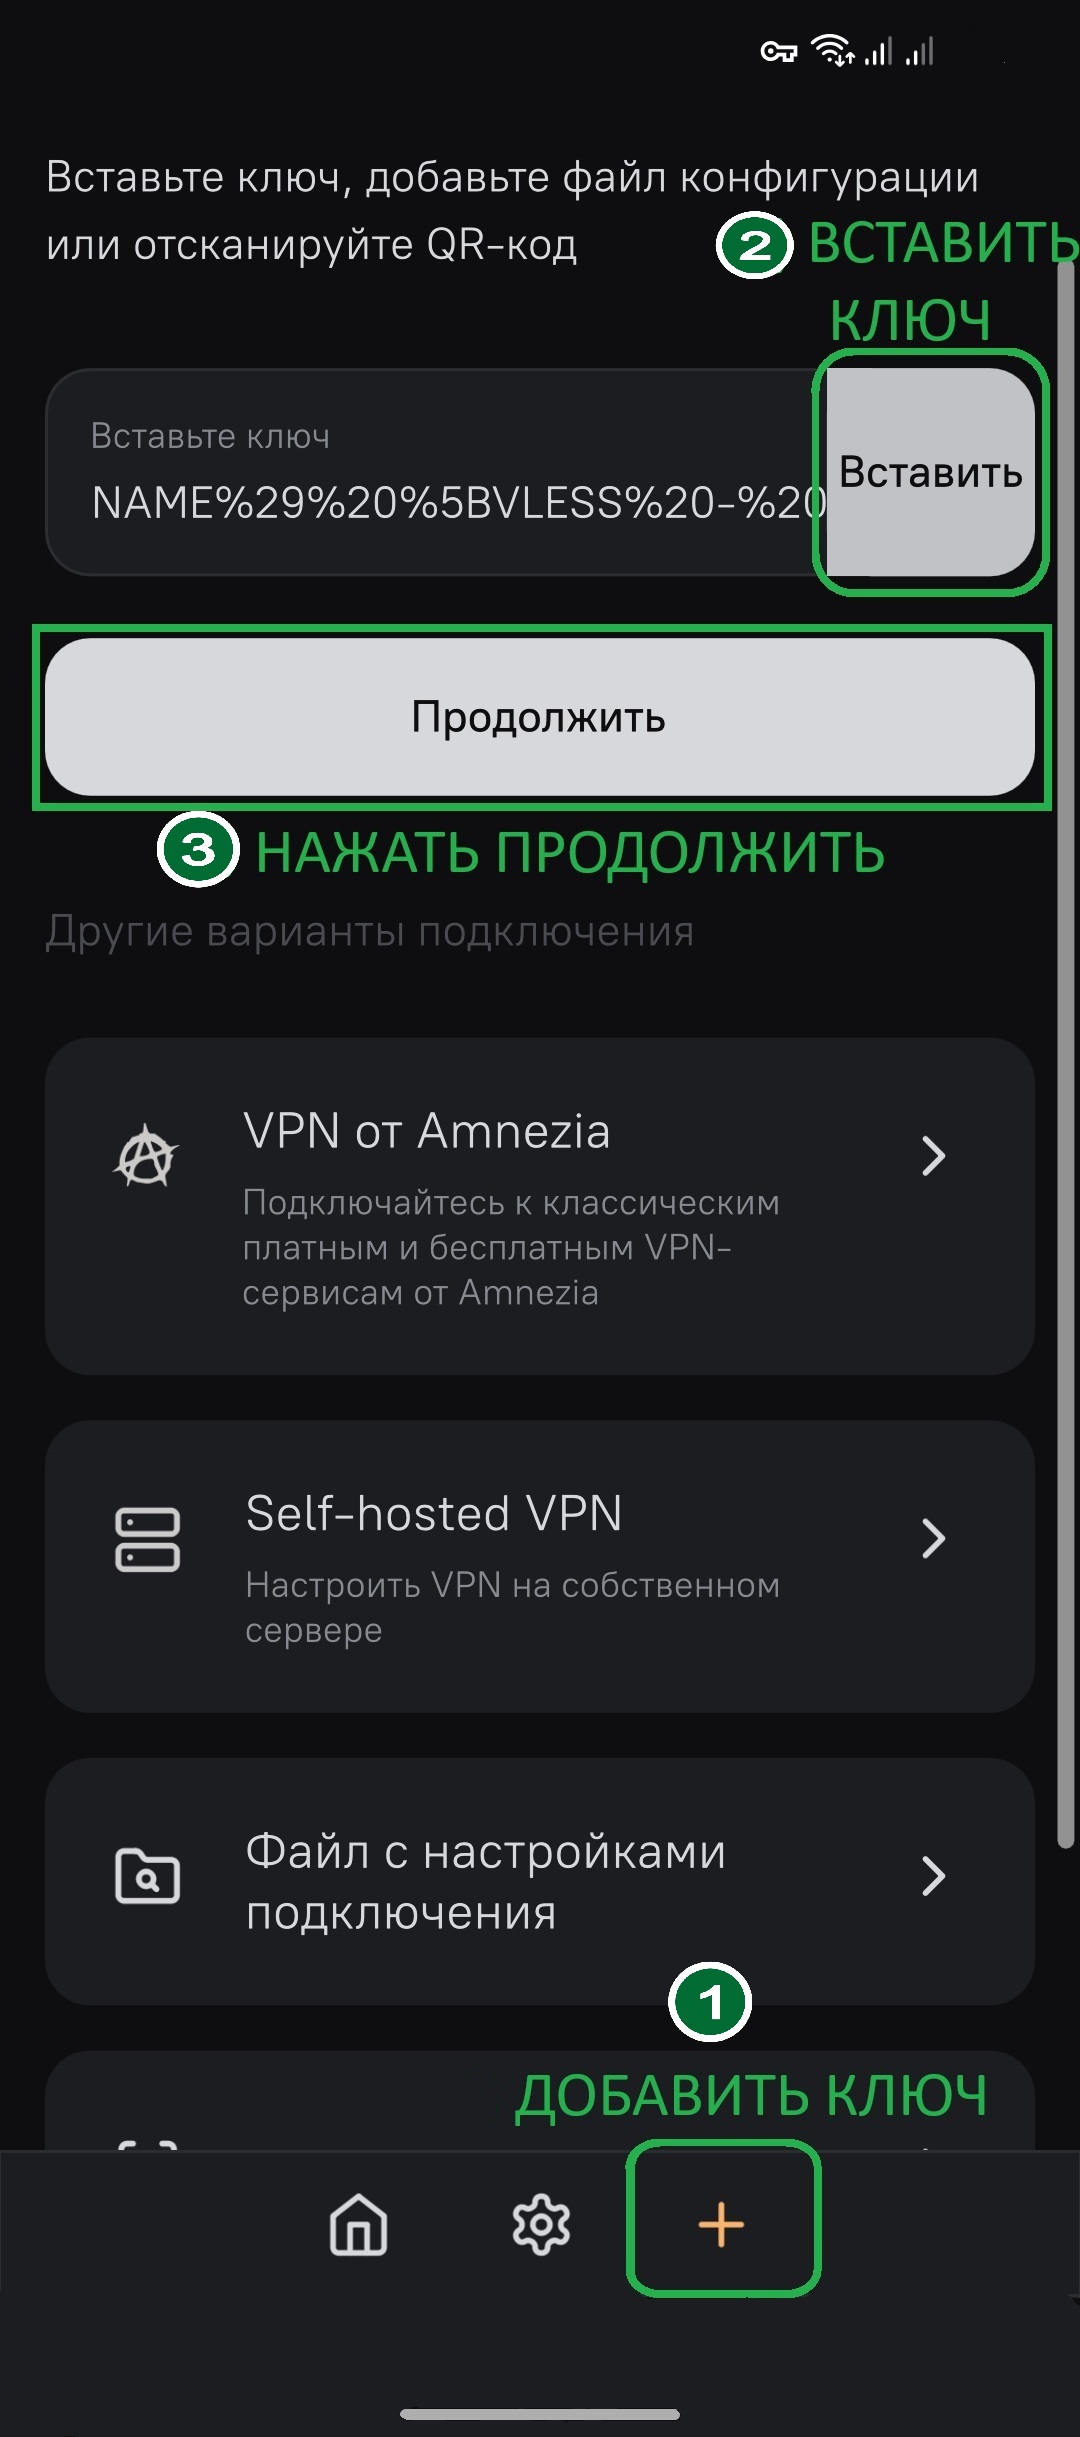 Вставьте ключ, добавьте файл конфигурации
или отсканируйте QR-код
2 ВСТАВИТЬ
КЛЮЧ
Вставьте ключ
NAME%29%20%5BVLESS%20-%20
Вставить
Продолжить
3 НАЖАТЬ ПРОДОЛЖИТЬ
Другие варианты подключения
VPN от Amnezia
Подключайтесь к классическим
платным и бесплатным VPN-
сервисам от Amnezia
Self-hosted VPN
Настроить VPN на собственном
сервере
Файл с настройками
подключения
1
ДОБАВИТЬ КЛЮЧ